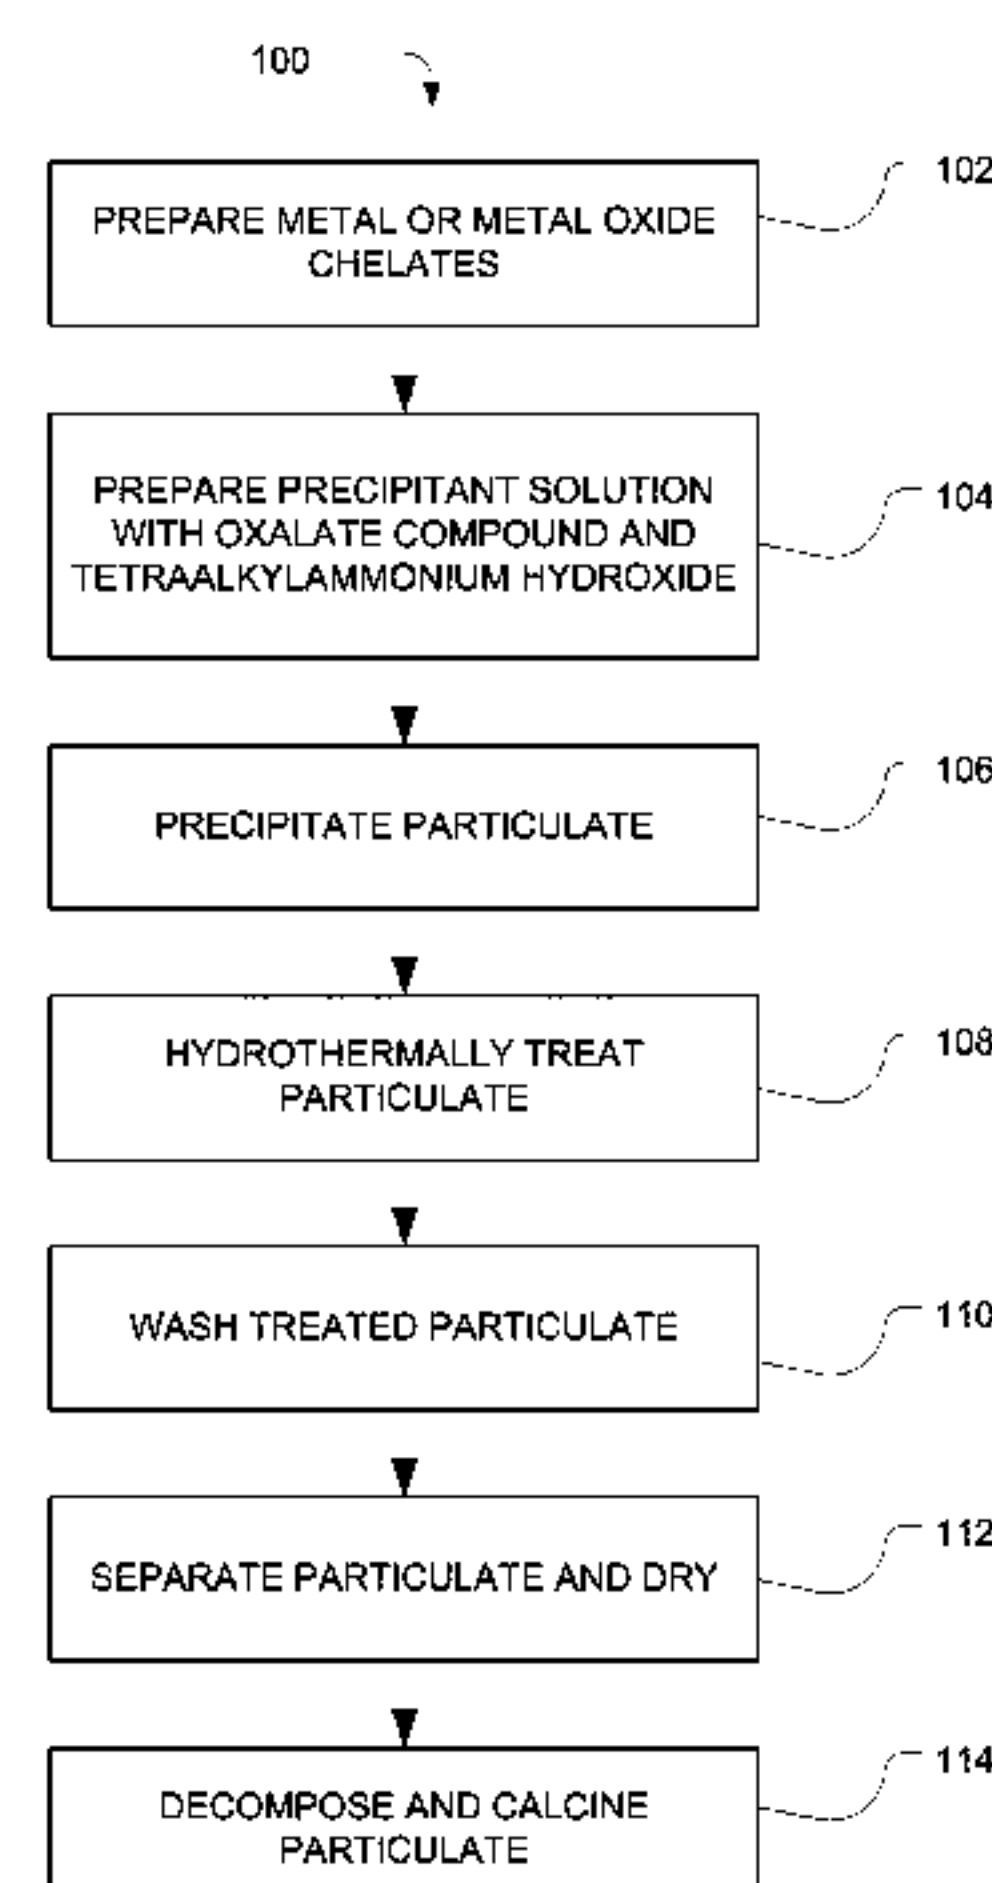 100
102
PREPARE METAL OR METAL OXIDE
CHELATES
104
PREPARE PRECIPITANT SOLUTION
WITH OXALATE COMPOUND AND
TETRAALKYLAMMONIUM HYDROXIDE
106
PRECIPITATE PARTICULATE
108
HYDROTHERMALLY TREAT
PARTICULATE
110
WASH TREATED PARTICULATE
112
SEPARATE PARTICULATE AND DRY
114
DECOMPOSE AND CALCINE
PARTICULATE